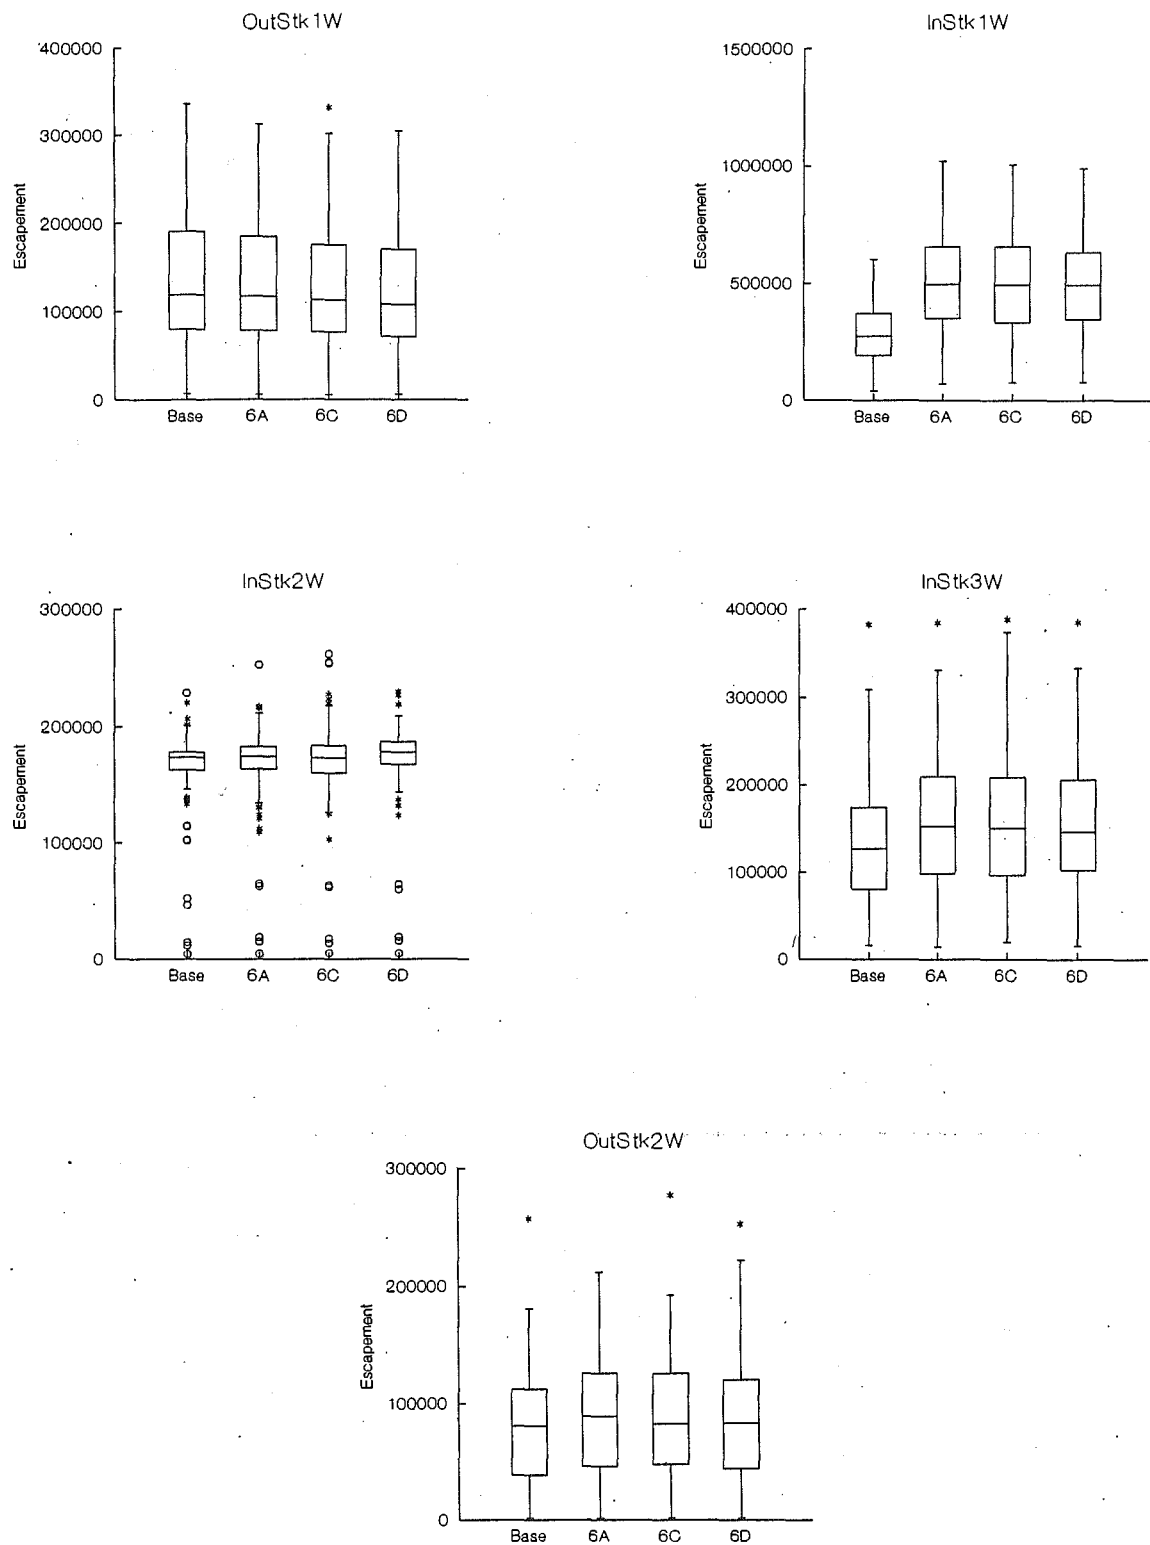 OutStk1W
400000
300000
200000
100000
0
Escapement
Base 6A 6C 6D
InStk1W
1500000
1000000
500000
0
Escapement
Base 6A 6C 6D
InStk2W
300000
200000
100000
0
Escapement
Base 6A 6C 6D
InStk3W
400000
300000
200000
100000
0
Escapement
Base 6A 6C 6D
OutStk2W
300000
200000
100000
0
Escapement
Base 6A 6C 6D